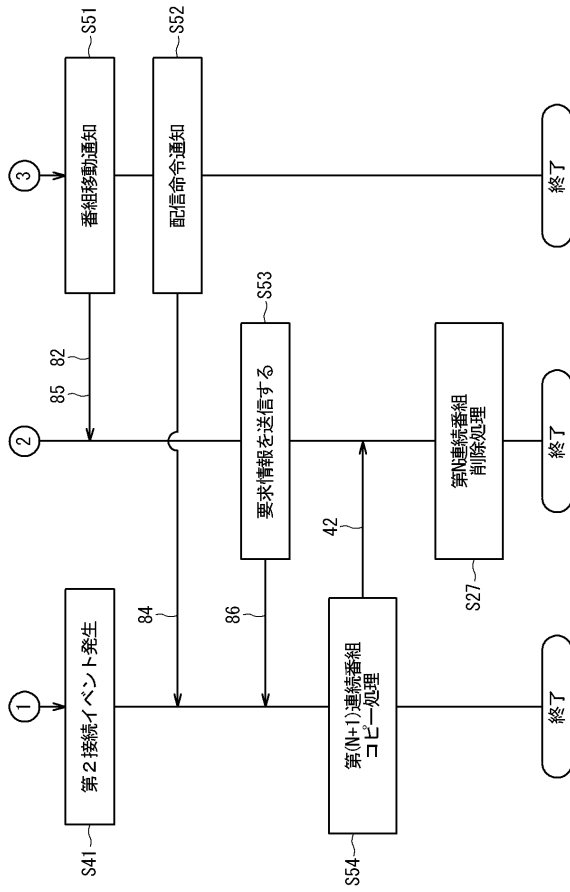 1
2
3
第2接続イベント発生
S41
番組移動通知
S51
82
85
配信命令通知
S52
84
要求情報を送信する
S53
86
第(N+1)連続番組
コピー処理
S54
42
第N連続番組
削除処理
S27
終了
終了
終了